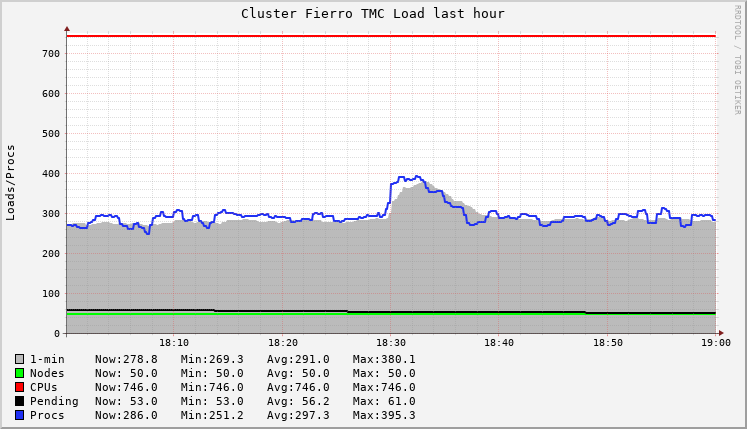 Cluster Fierro TMC Load last hour
RRDTOOL / TOBI OETIKER
Loads/Procs
700
600
500
400
300
200
100
0
18:10 18:20 18:30 18:40 18:50 19:00
1-min Now:278.8 Min:269.3 Avg:291.0 Max:380.1
Nodes Now: 50.0 Min: 50.0 Avg: 50.0 Max: 50.0
CPUs Now:746.0 Min:746.0 Avg:746.0 Max:746.0
Pending Now: 53.0 Min: 53.0 Avg: 56.2 Max: 61.0
Procs Now:286.0 Min:251.2 Avg:297.3 Max:395.3